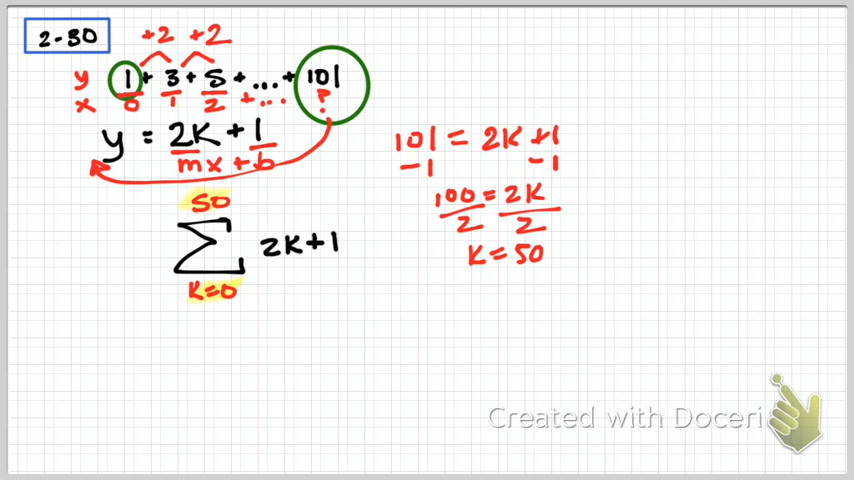 2-30
+2 +2
y 1 + 3 + 5 + ... + 101
x 0 1 2 + ... ?
y = 2K + 1
mx + b
101 = 2K + 1
-1 -1
100 = 2K
2 2
K = 50
50
∑ 2K+1
K=0
Created with Doceri